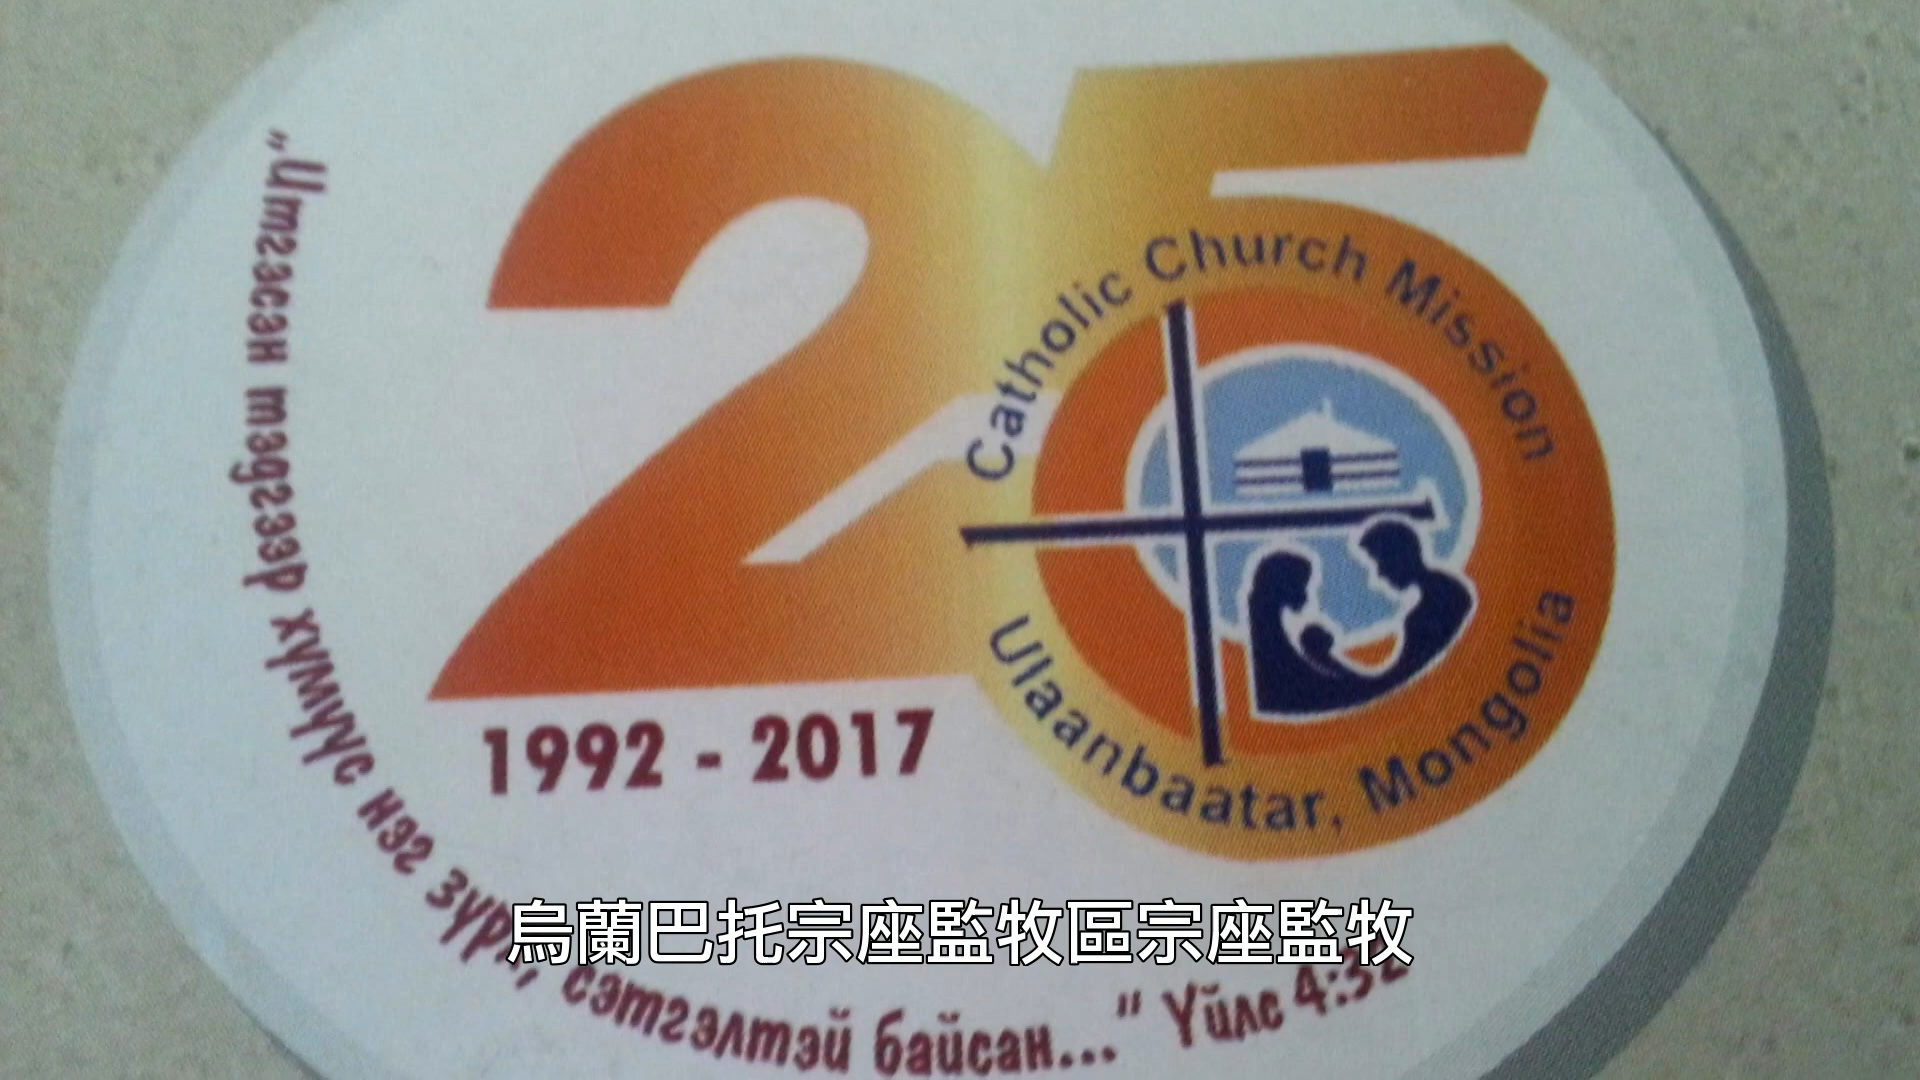 25
Catholic Church Mission
Ulaanbaatar, Mongolia
1992 - 2017
„Итгэсэн тэдгээр хүмүүс нэг зүрх, сэтгэлтэй байсан..." Үйлс 4:32
烏蘭巴托宗座監牧區宗座監牧